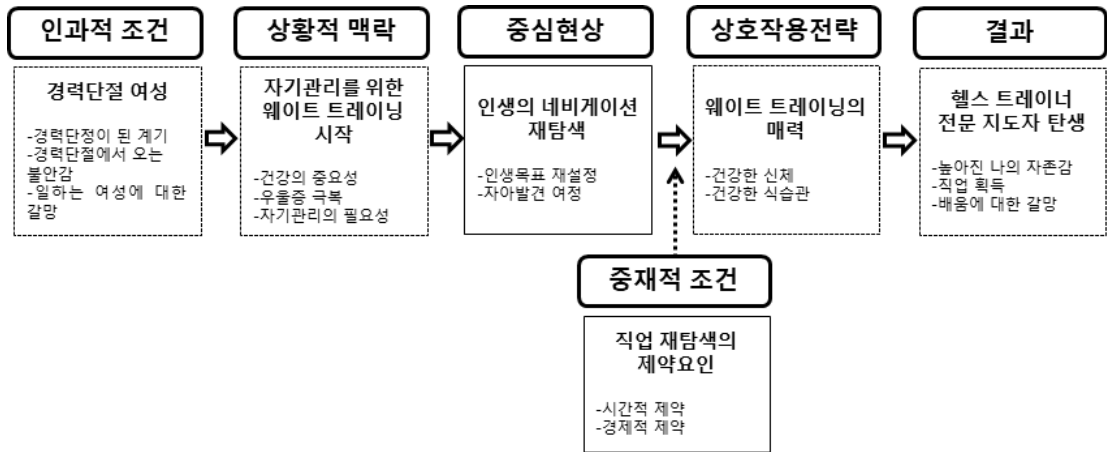 인과적 조건
경력단절 여성
-경력단정이 된 계기
-경력단절에서 오는
불안감
-일하는 여성에 대한
갈망
상황적 맥락
자기관리를 위한
웨이트 트레이닝
시작
-건강의 중요성
-우울증 극복
-자기관리의 필요성
중심현상
인생의 네비게이션
재탐색
-인생목표 재설정
-자아발견 여정
상호작용전략
웨이트 트레이닝의
매력
-건강한 신체
-건강한 식습관
결과
헬스 트레이너
전문 지도자 탄생
-높아진 나의 자존감
-직업 획득
-배움에 대한 갈망
중재적 조건
직업 재탐색의
제약요인
-시간적 제약
-경제적 제약